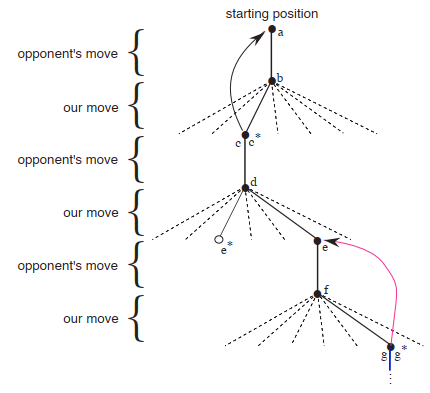 starting position
a
opponent's move
b
our move
c c*
opponent's move
d
our move
e*
e
opponent's move
f
our move
g g*